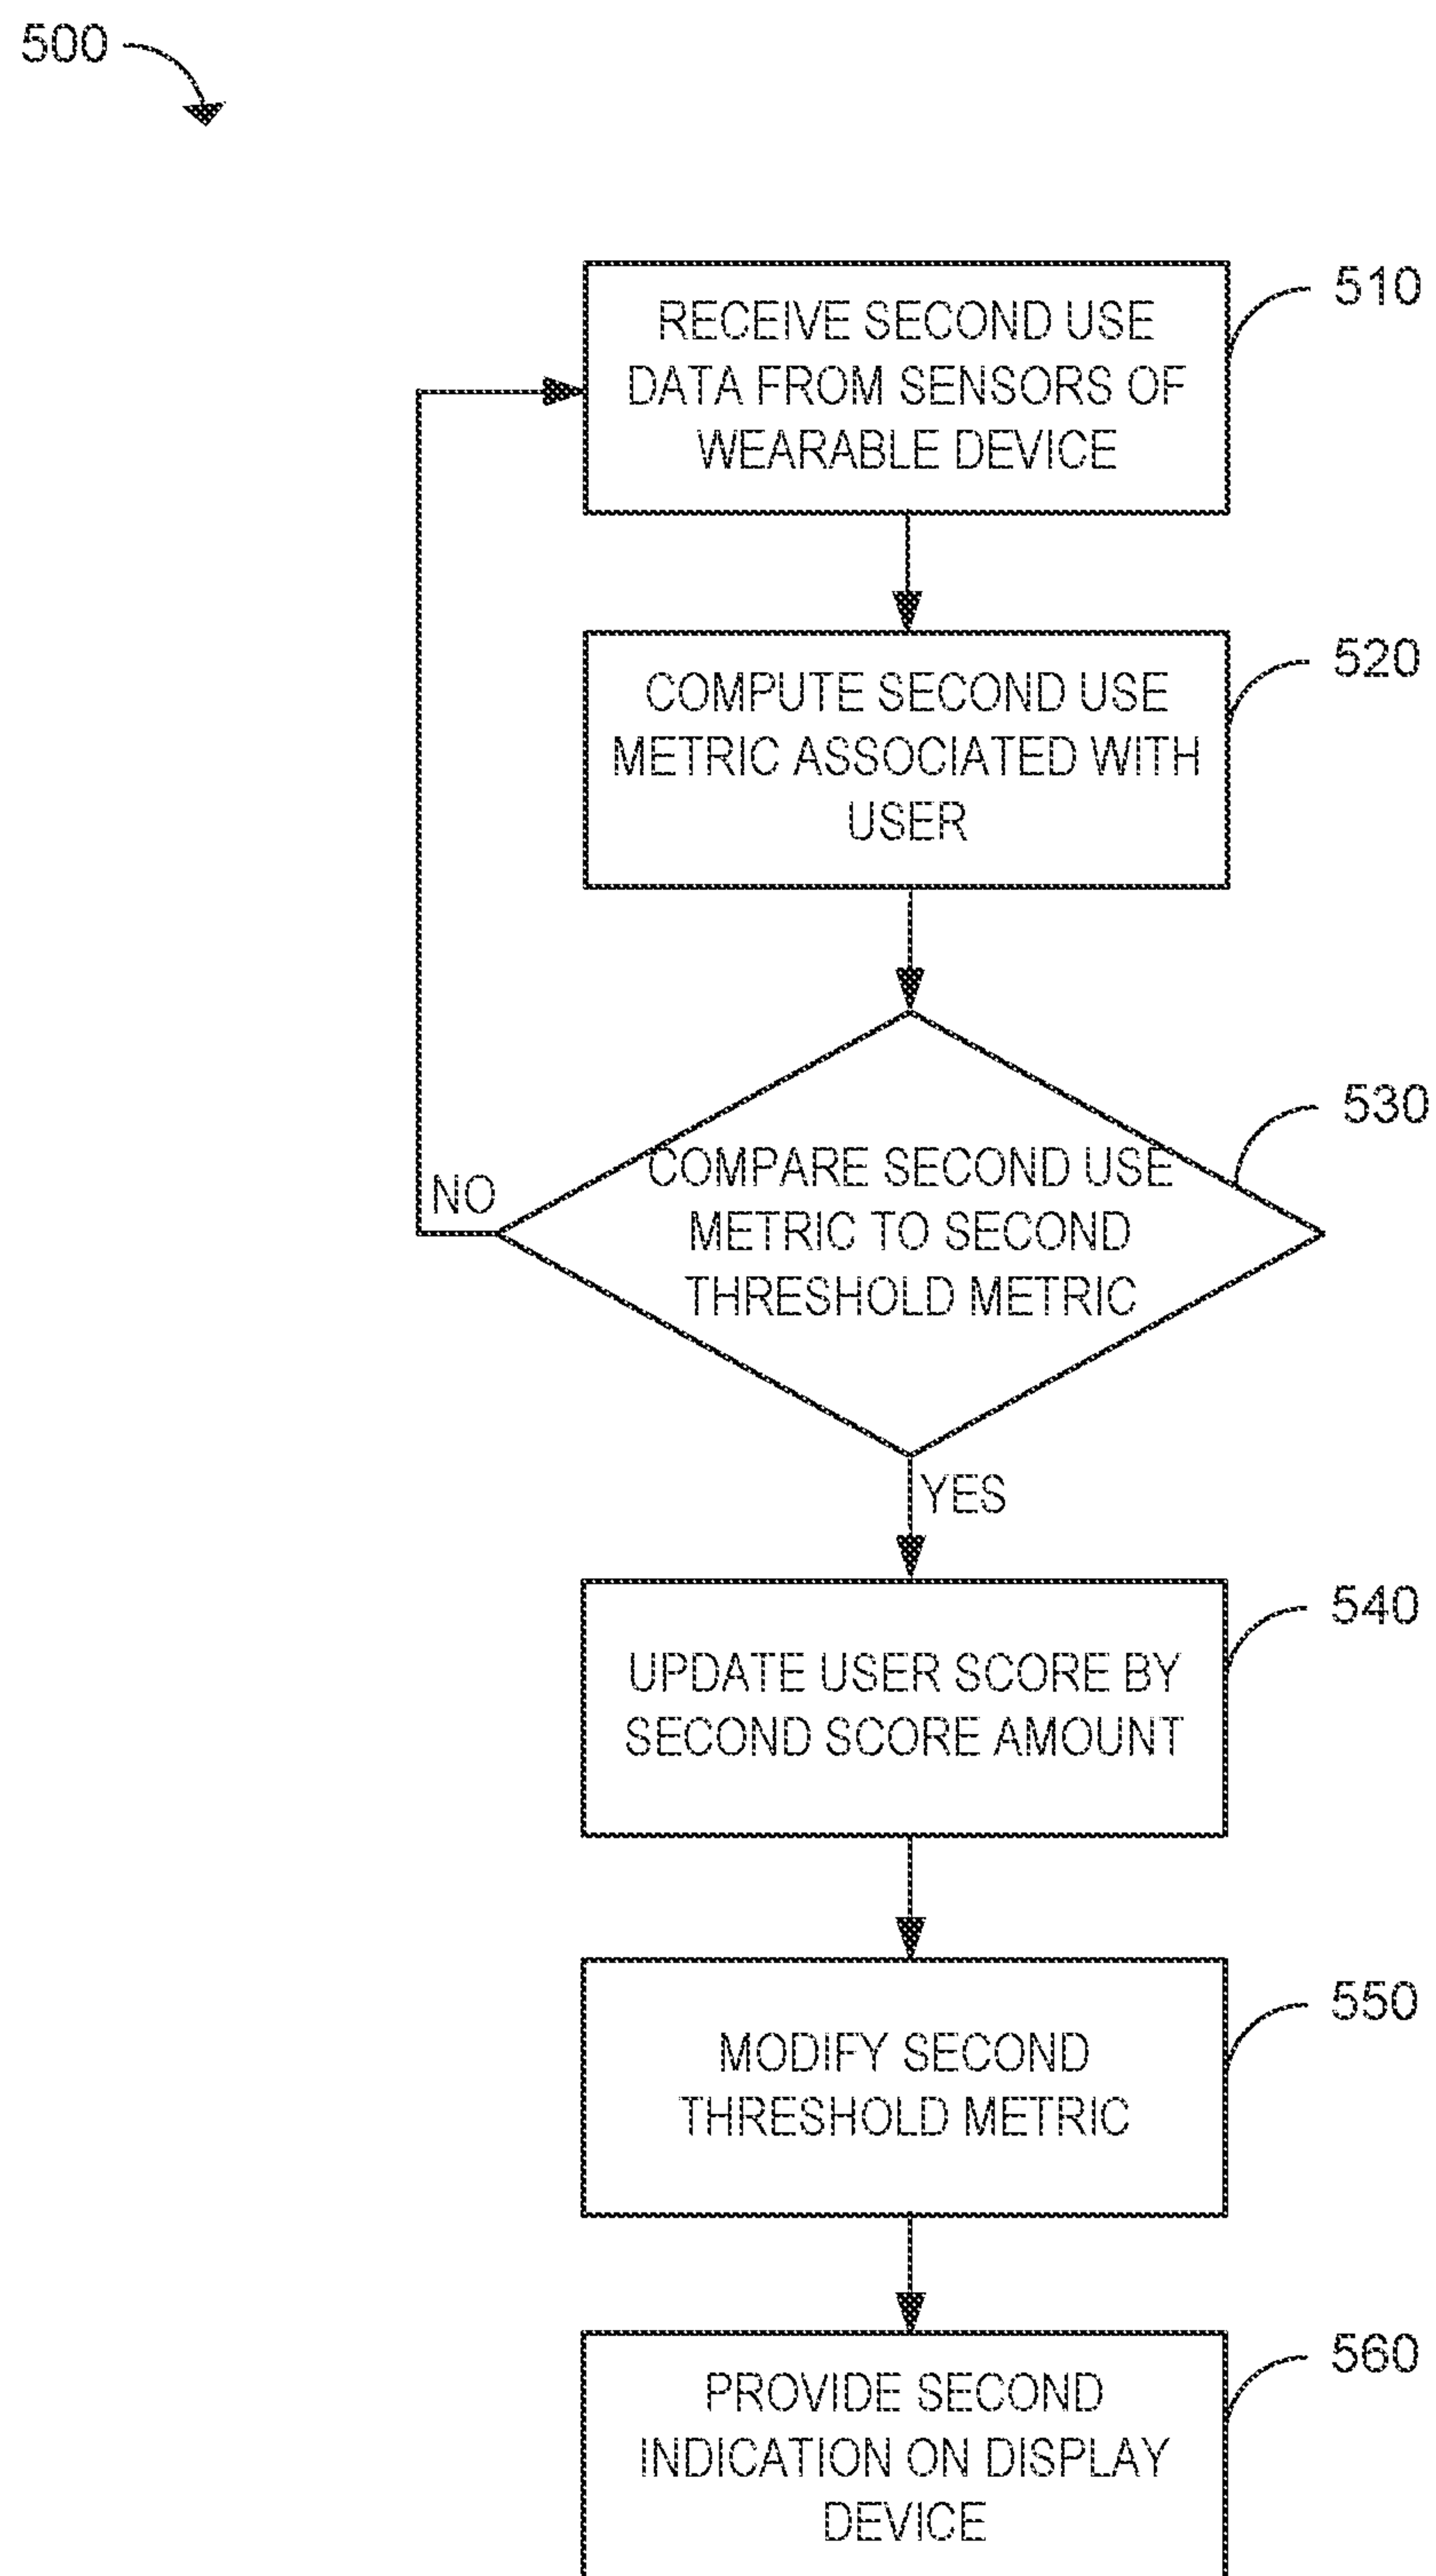 500
RECEIVE SECOND USE
DATA FROM SENSORS OF
WEARABLE DEVICE
510
COMPUTE SECOND USE
METRIC ASSOCIATED WITH
USER
520
COMPARE SECOND USE
METRIC TO SECOND
THRESHOLD METRIC
530
NO
YES
UPDATE USER SCORE BY
SECOND SCORE AMOUNT
540
MODIFY SECOND
THRESHOLD METRIC
550
PROVIDE SECOND
INDICATION ON DISPLAY
DEVICE
560